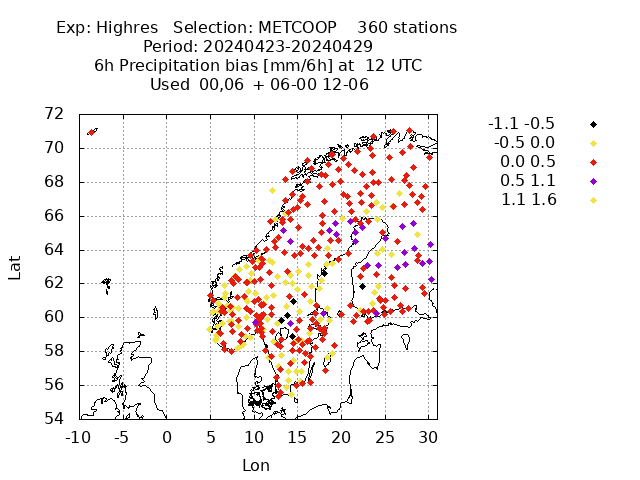 Exp: Highres Selection: METCOOP 360 stations
Period: 20240423-20240429
6h Precipitation bias [mm/6h] at 12 UTC
Used 00,06 + 06-00 12-06
-1.1 -0.5
-0.5 0.0
0.0 0.5
0.5 1.1
1.1 1.6
72
70
68
66
64
62
60
58
56
54
Lat
-10 -5 0 5 10 15 20 25 30
Lon